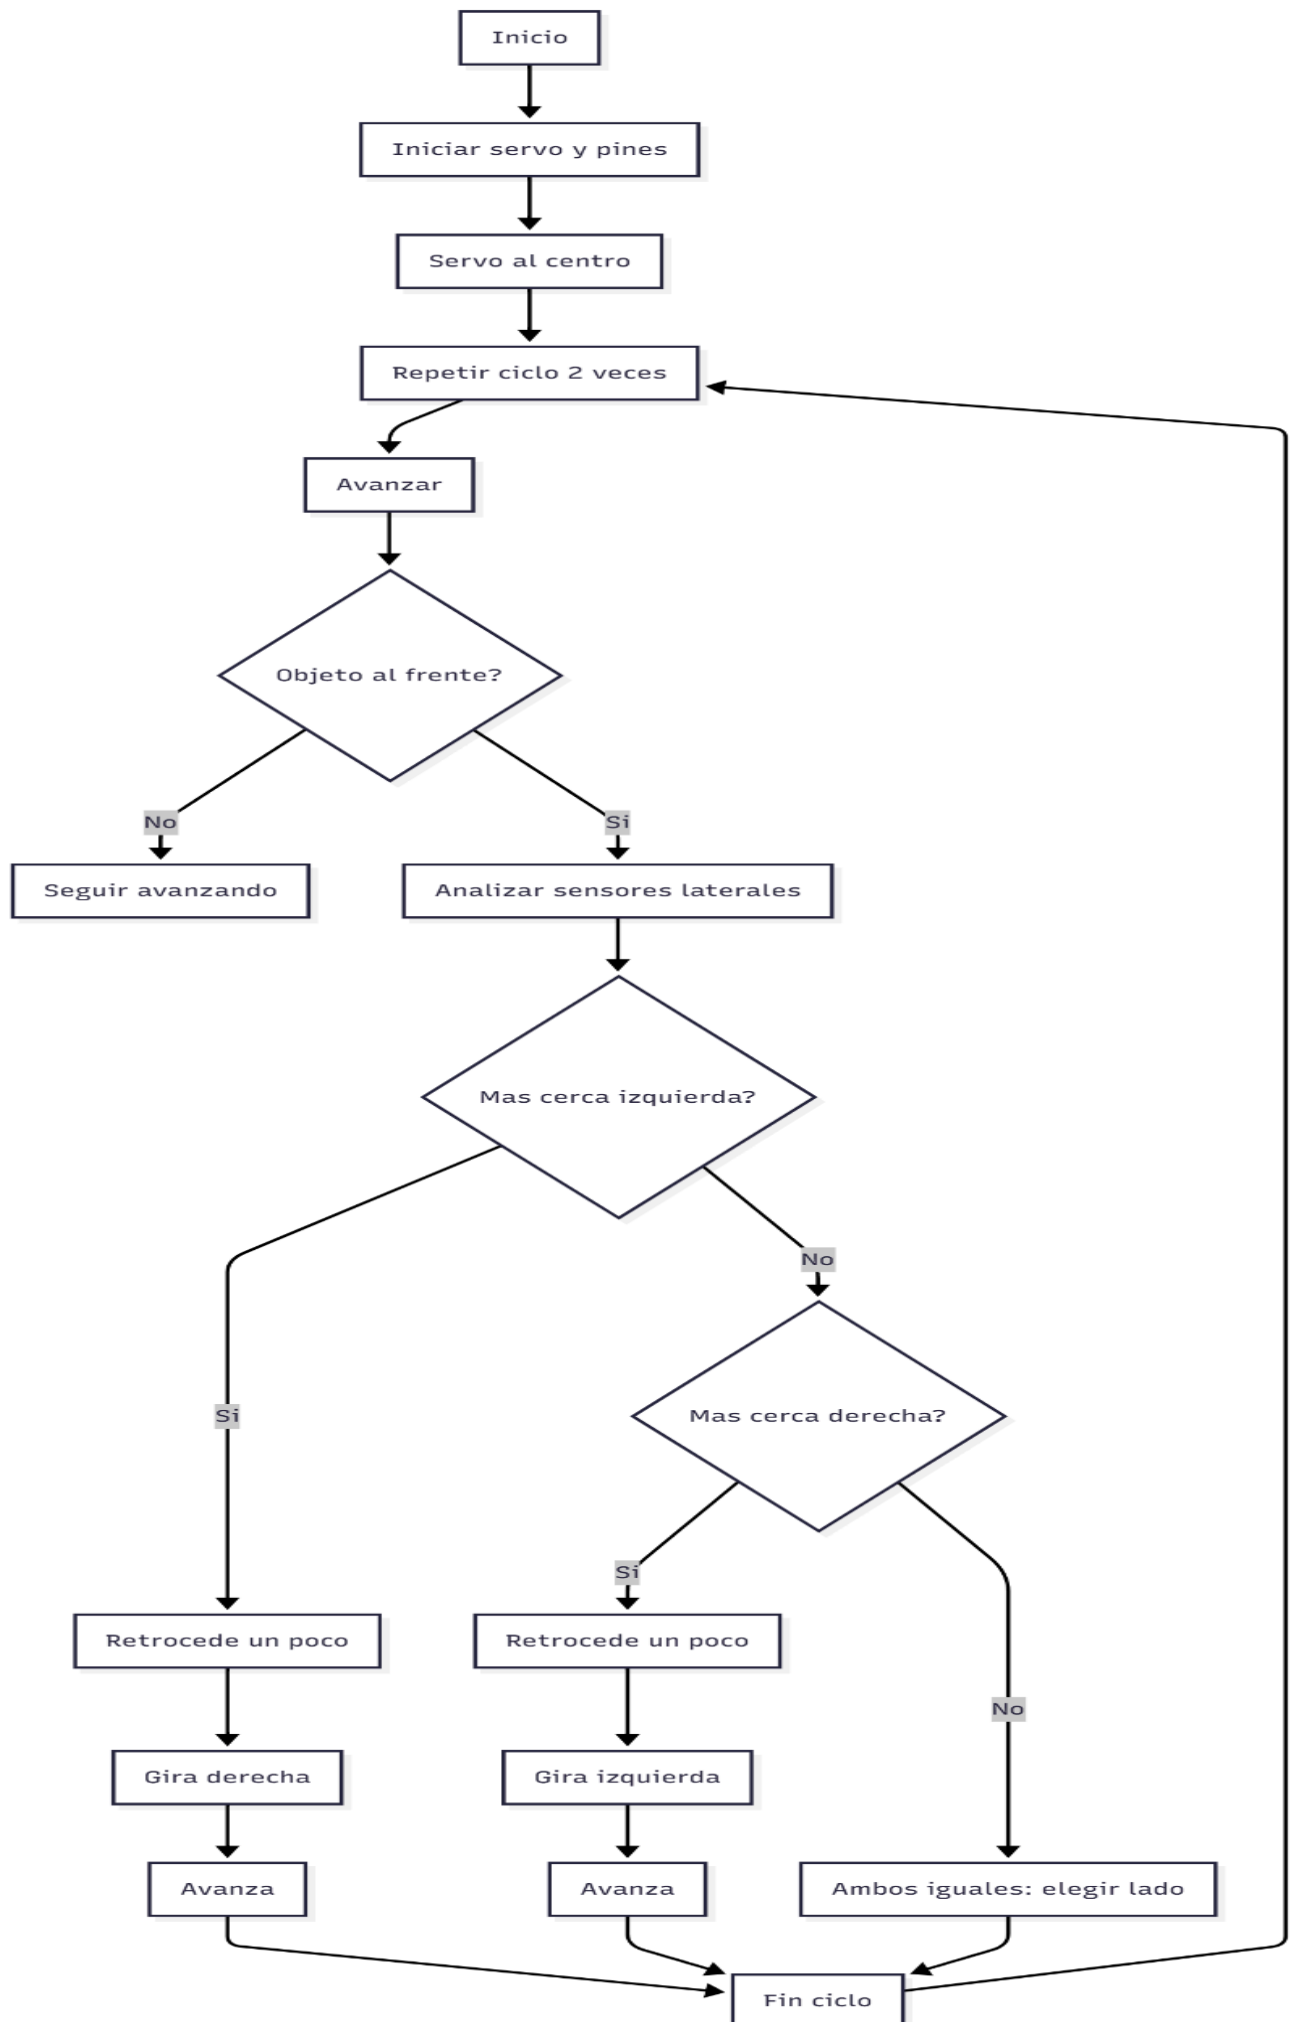 Inicio
Iniciar servo y pines
Servo al centro
Repetir ciclo 2 veces
Avanzar
Objeto al frente?
No
Si
Seguir avanzando
Analizar sensores laterales
Mas cerca izquierda?
No
Mas cerca derecha?
Si
Si
Retrocede un poco
Retrocede un poco
No
Gira derecha
Gira izquierda
Avanza
Avanza
Ambos iguales: elegir lado
Fin ciclo